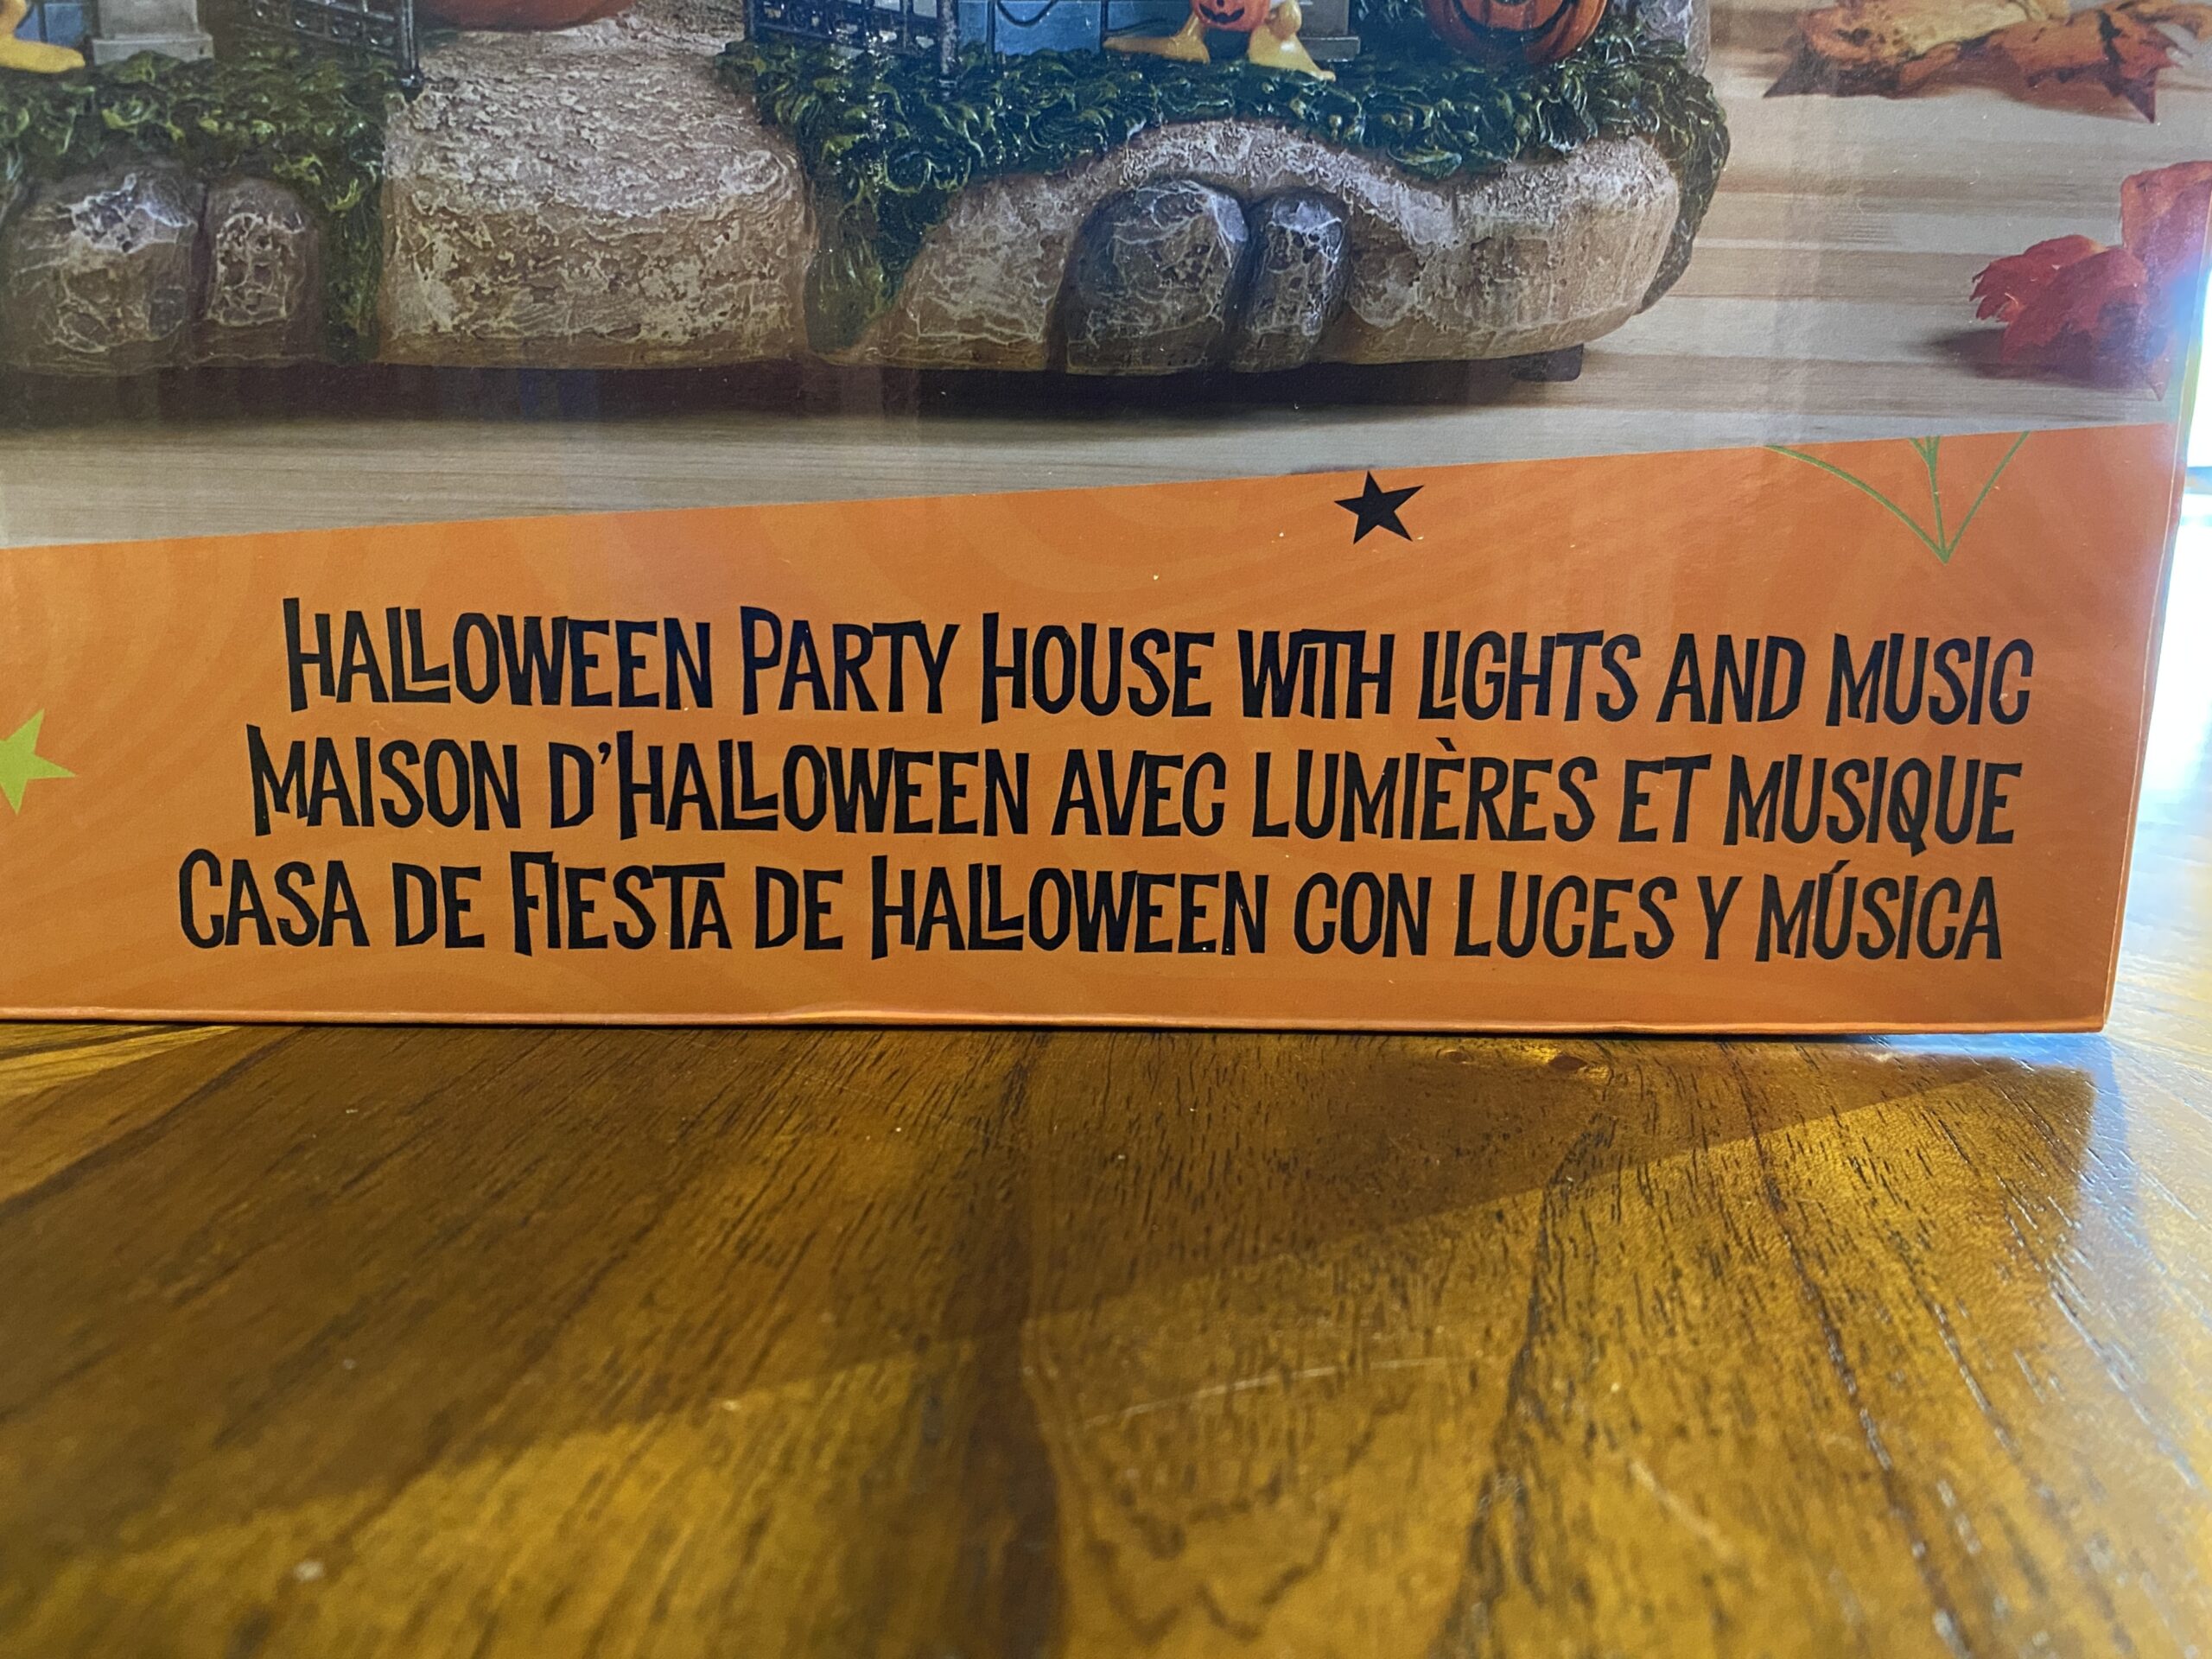 Halloween Party House with lights and music
Maison d'Halloween avec lumières et musique
Casa de Fiesta de Halloween con luces y música